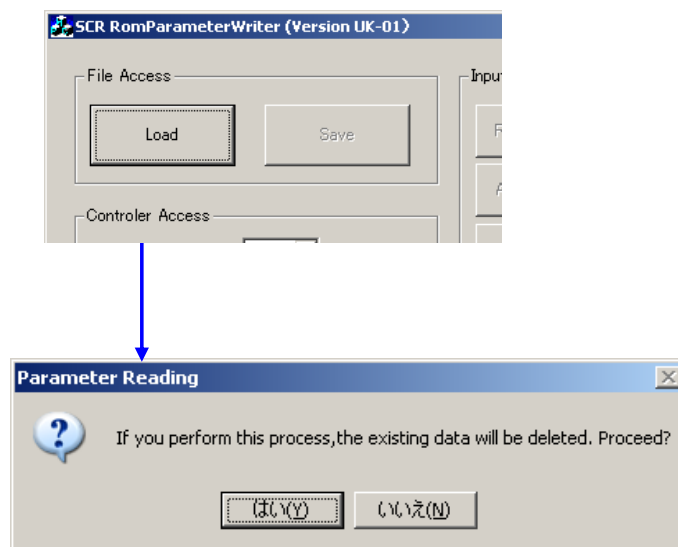 SCR RomParameterWriter (Version UK-01)
File Access
Load
Save
Controler Access
Parameter Reading
If you perform this process,the existing data will be deleted. Proceed?
はい(Y)
いいえ(N)